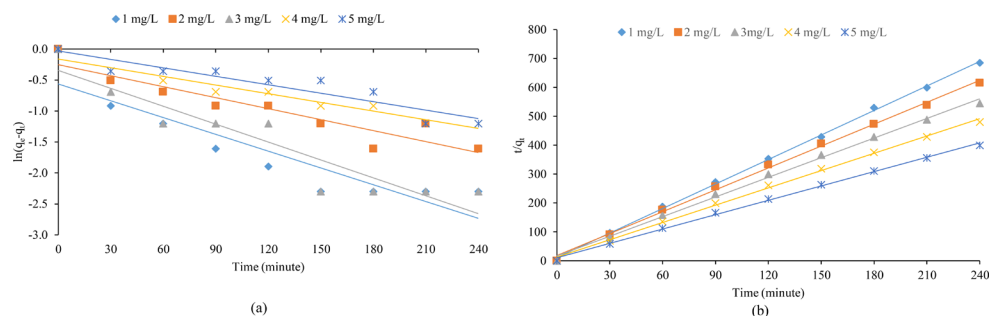 1 mg/L 2 mg/L 3 mg/L 4 mg/L 5 mg/L
0.0
-0.5
-1.0
-1.5
-2.0
-2.5
-3.0
ln(qe-qt)
0 30 60 90 120 150 180 210 240
Time (minute)
(a)
1 mg/L 2 mg/L 3mg/L 4 mg/L 5 mg/L
800
700
600
500
400
300
200
100
0
t/qt
0 30 60 90 120 150 180 210 240
Time (minute)
(b)